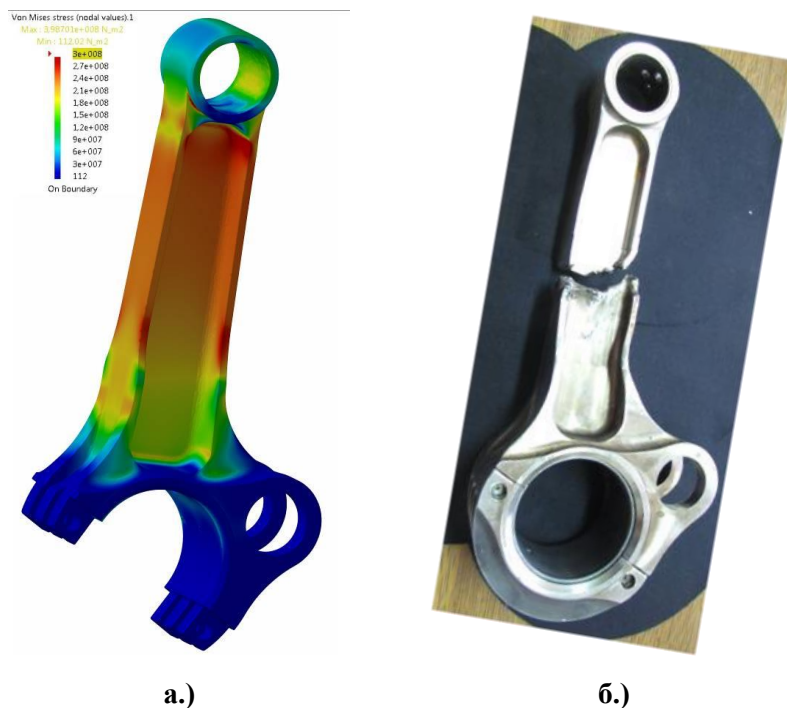 Von Mises stress (nodal values).1
Max : 3,98701e+008 N_m2
Min : 112,02 N_m2
3e+008
2,7e+008
2,4e+008
2,1e+008
1,8e+008
1,5e+008
1,2e+008
9e+007
6e+007
3e+007
112
On Boundary
а.)
б.)